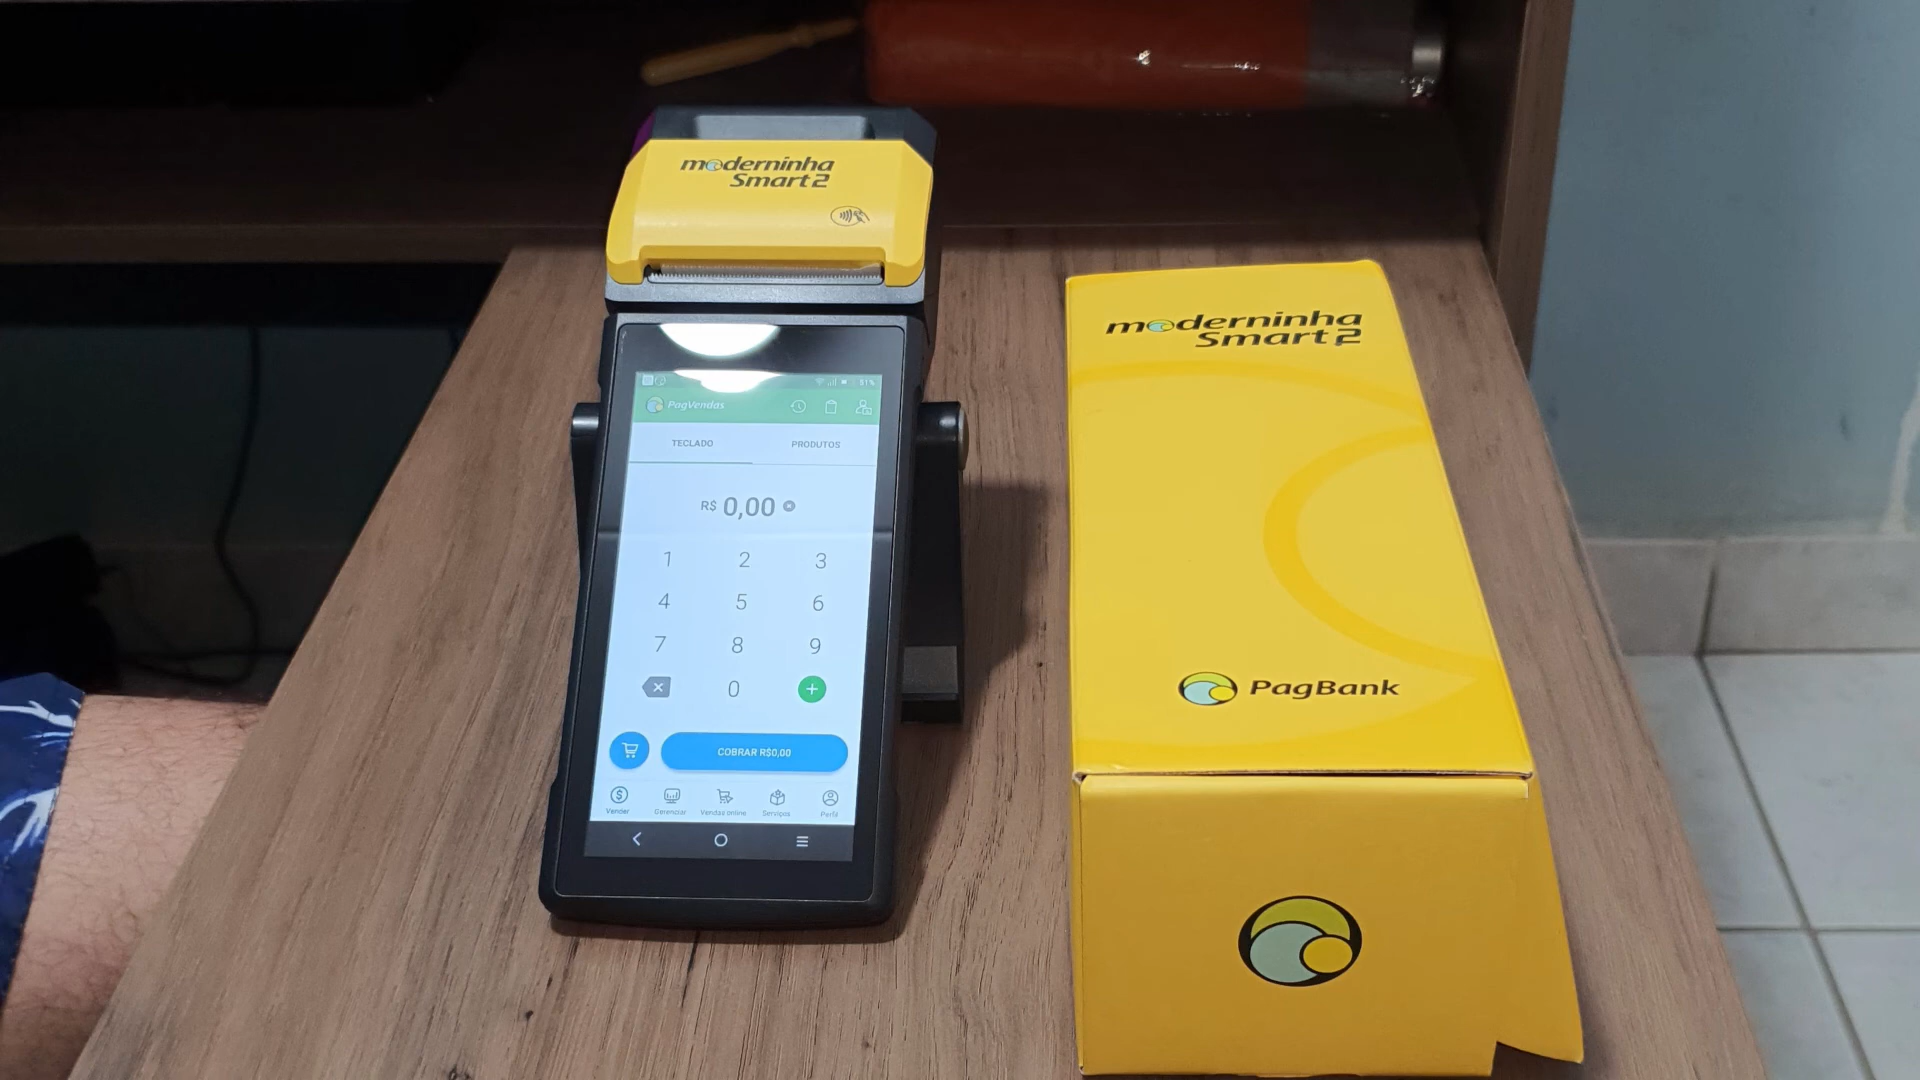 moderninha
Smart2
51%
PagVendas
TECLADO PRODUTOS
R$ 0,00
1 2 3
4 5 6
7 8 9
0 +
COBRAR R$0,00
Vender Gerenciar Vendas online Serviços Perfil
moderninha
Smart2
PagBank